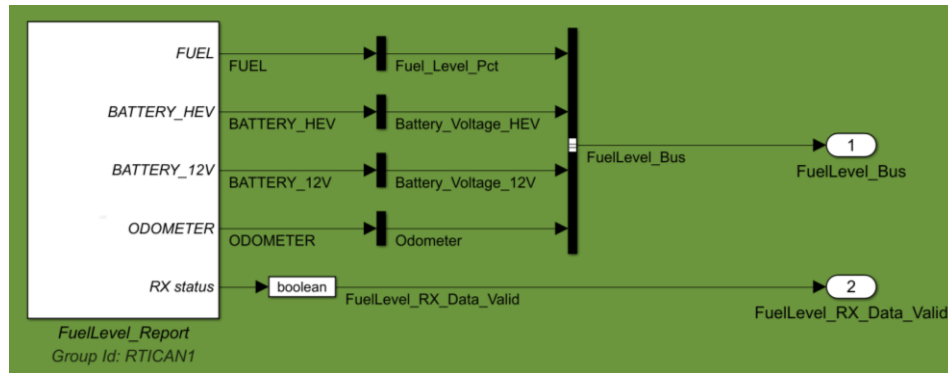 FUEL
FUEL
Fuel_Level_Pct
BATTERY_HEV
BATTERY_HEV
Battery_Voltage_HEV
FuelLevel_Bus
1
FuelLevel_Bus
BATTERY_12V
BATTERY_12V
Battery_Voltage_12V
ODOMETER
ODOMETER
Odometer
RX status
boolean
FuelLevel_RX_Data_Valid
2
FuelLevel_RX_Data_Valid
FuelLevel_Report
Group Id: RTICAN1